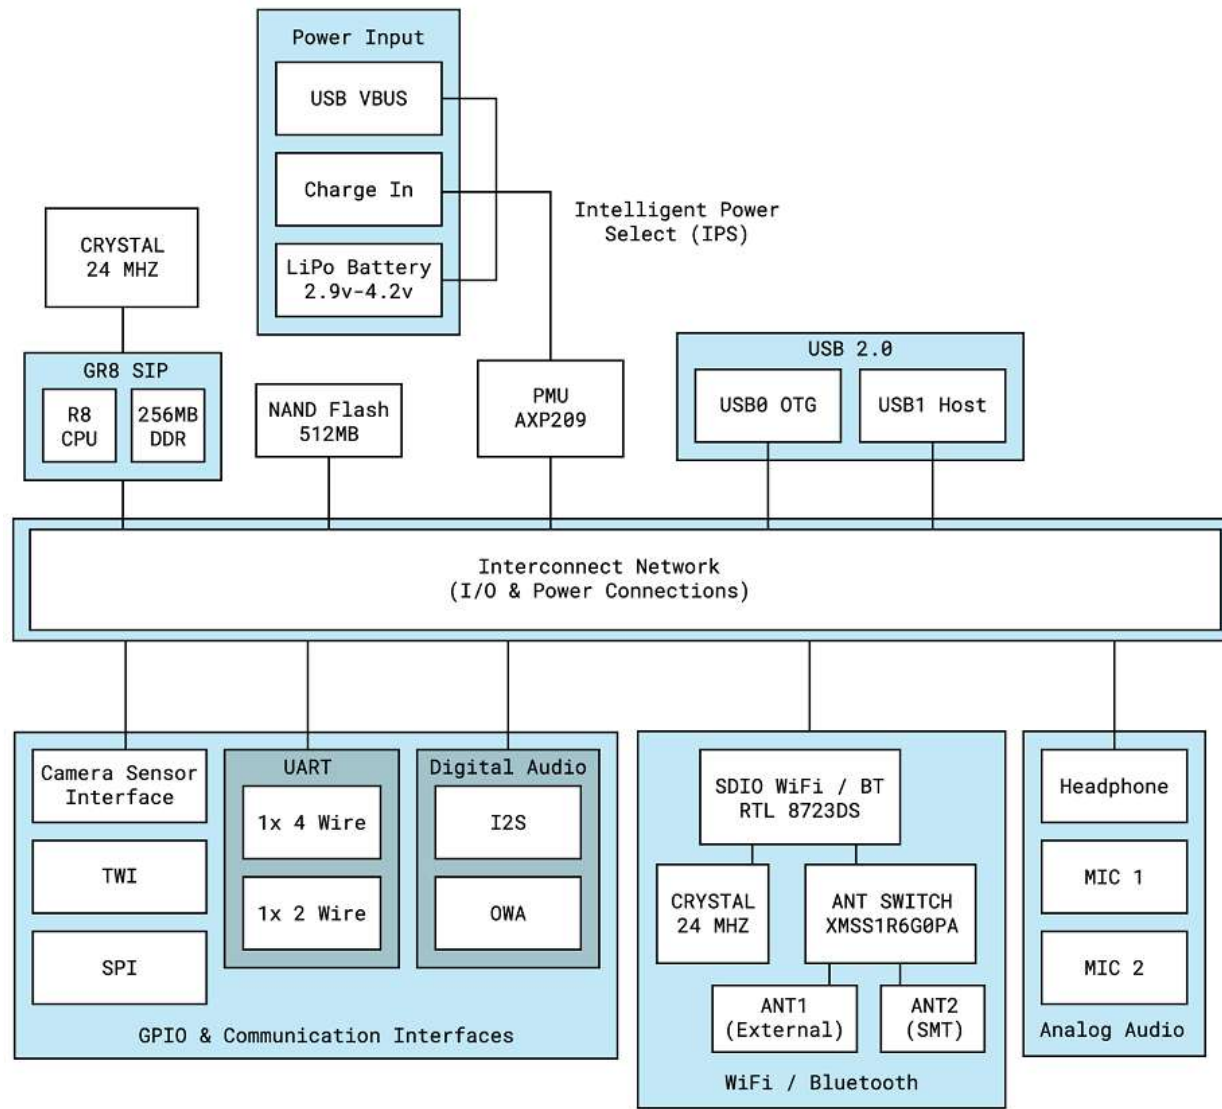 Power Input
USB VBUS
Charge In
LiPo Battery
2.9v-4.2v
Intelligent Power
Select (IPS)
CRYSTAL
24 MHZ
GR8 SIP
R8
CPU
256MB
DDR
NAND Flash
512MB
PMU
AXP209
USB 2.0
USB0 OTG
USB1 Host
Interconnect Network
(I/O & Power Connections)
Camera Sensor
Interface
TWI
SPI
UART
1x 4 Wire
1x 2 Wire
Digital Audio
I2S
OWA
GPIO & Communication Interfaces
SDIO WiFi / BT
RTL 8723DS
CRYSTAL
24 MHZ
ANT SWITCH
XMSS1R6G0PA
ANT1
(External)
ANT2
(SMT)
WiFi / Bluetooth
Headphone
MIC 1
MIC 2
Analog Audio